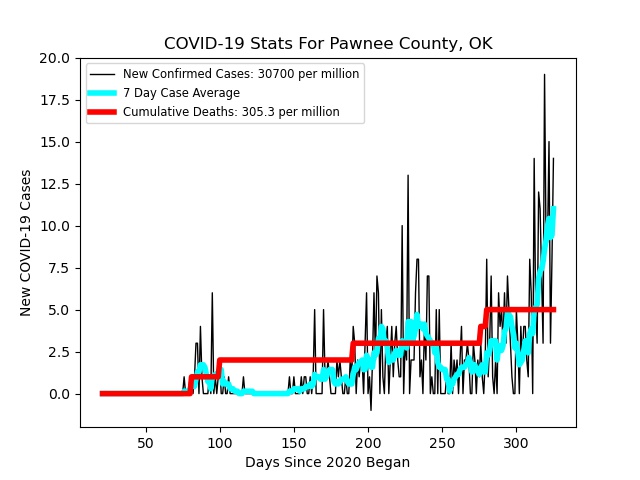 COVID-19 Stats For Pawnee County, OK
New Confirmed Cases: 30700 per million
7 Day Case Average
Cumulative Deaths: 305.3 per million
New COVID-19 Cases
20.0
17.5
15.0
12.5
10.0
7.5
5.0
2.5
0.0
50 100 150 200 250 300
Days Since 2020 Began